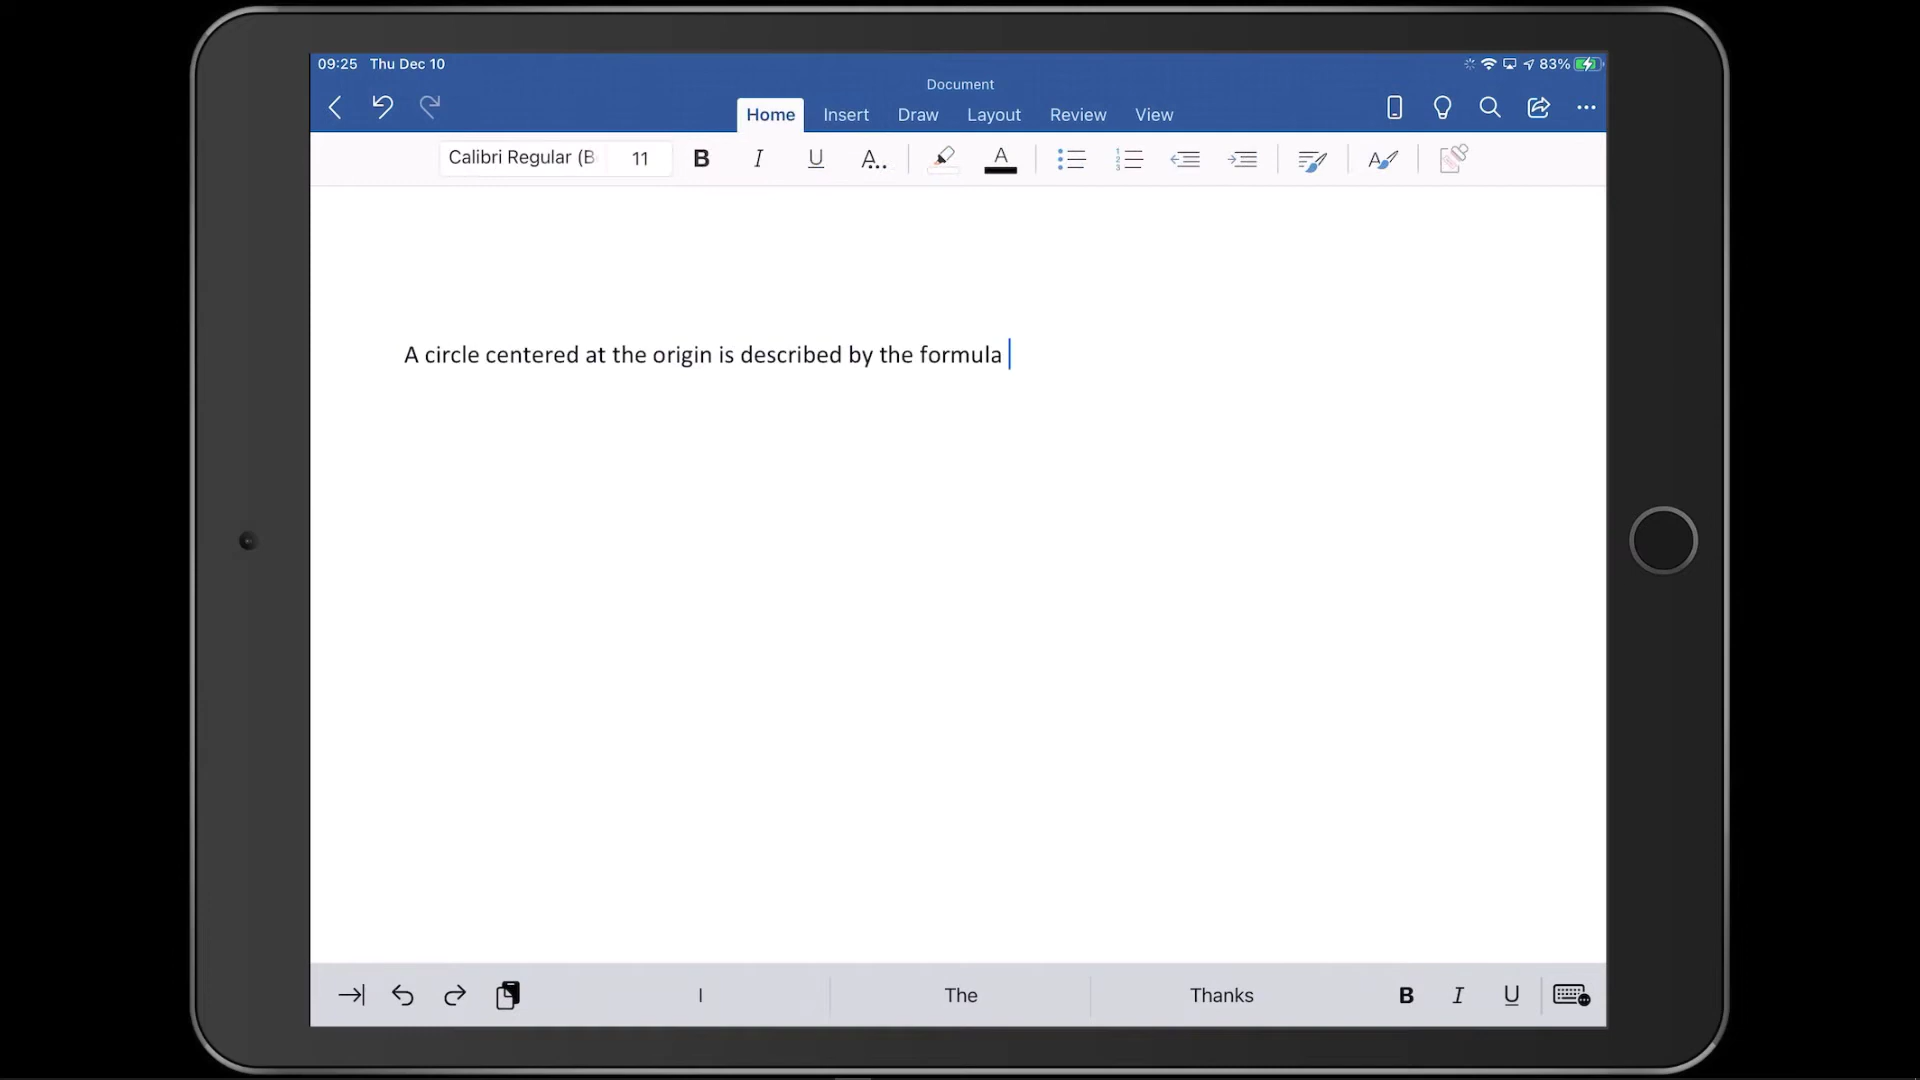 09:25 Thu Dec 10
83%
Document
Home Insert Draw Layout Review View
Calibri Regular (B 11 B I U A.. A
A circle centered at the origin is described by the formula
I The Thanks B I U